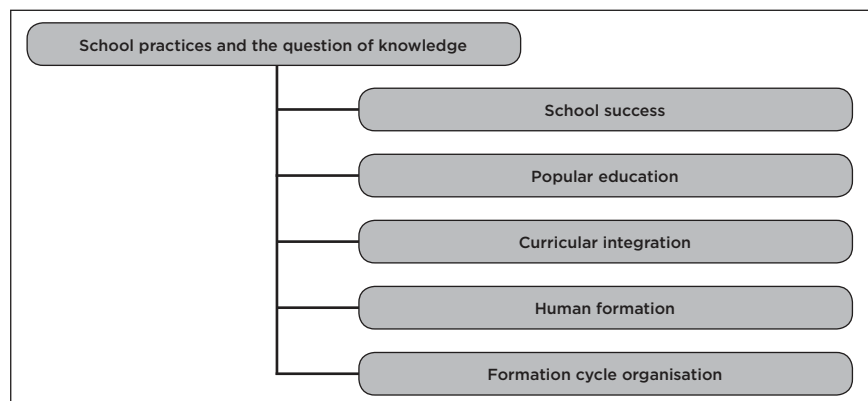 School practices and the question of knowledge
School success
Popular education
Curricular integration
Human formation
Formation cycle organisation